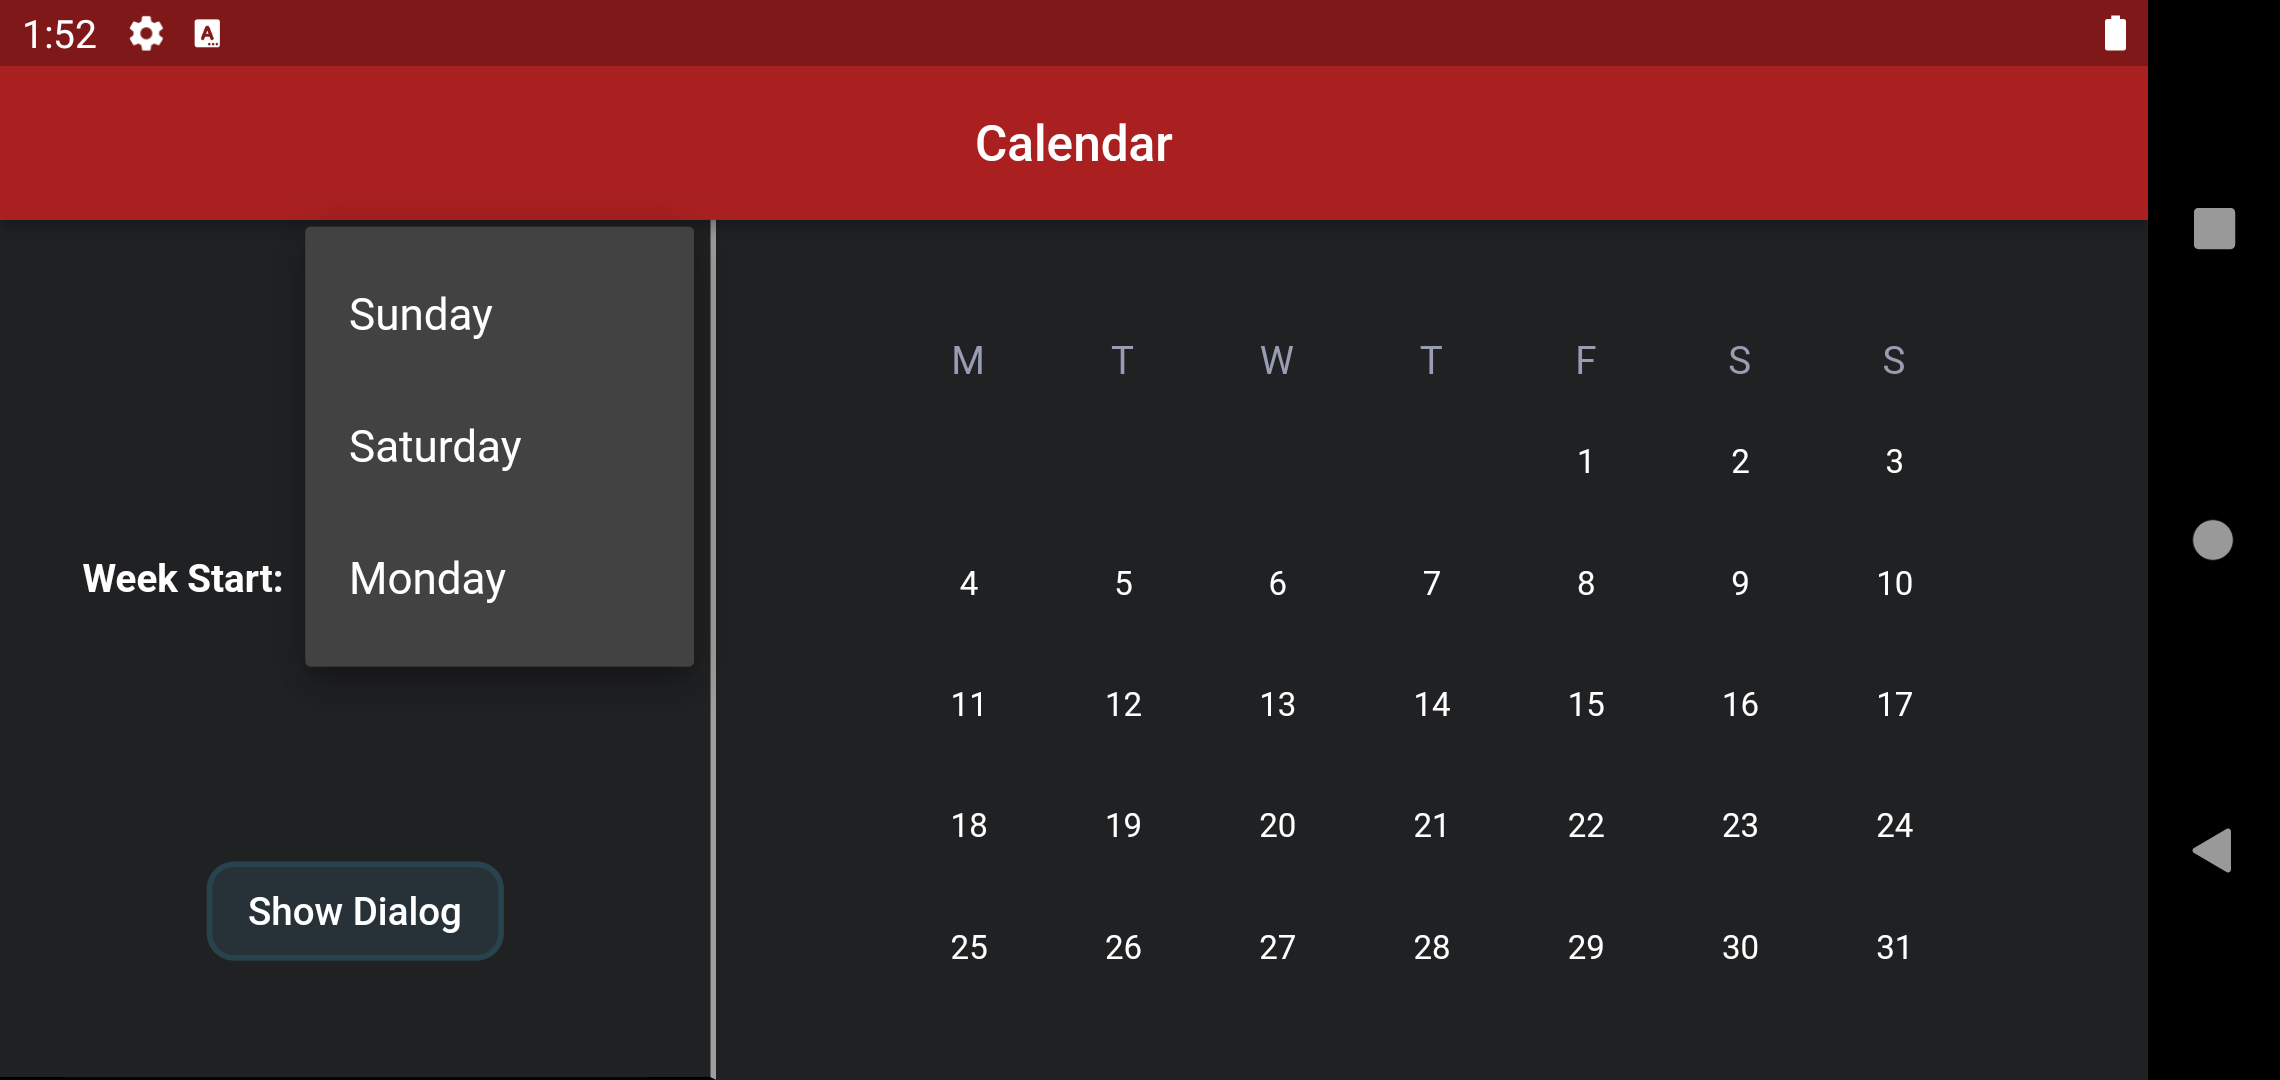 1:52
Calendar
Sunday
Saturday
Week Start: Monday
Show Dialog
M T W T F S S
1 2 3
4 5 6 7 8 9 10
11 12 13 14 15 16 17
18 19 20 21 22 23 24
25 26 27 28 29 30 31